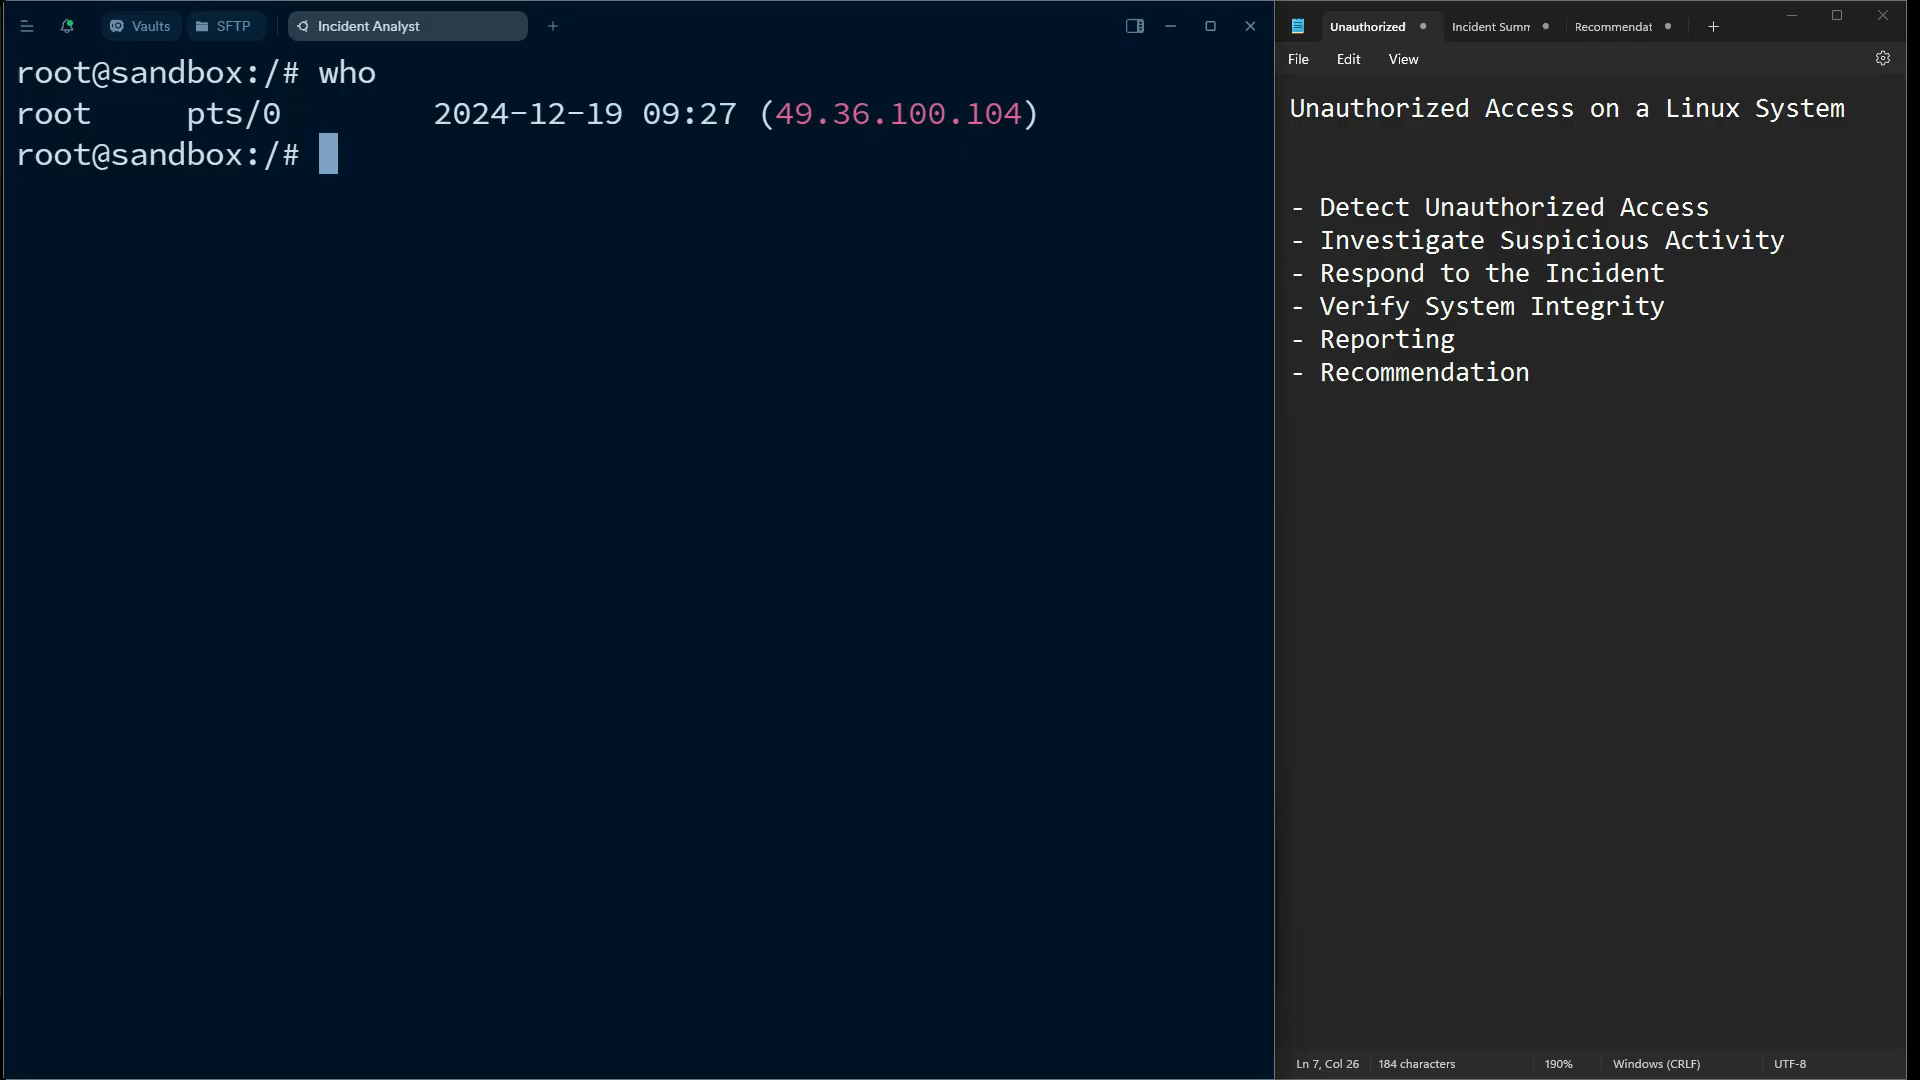 Vaults SFTP Incident Analyst
root@sandbox:/# who
root pts/0 2024-12-19 09:27 (49.36.100.104)
root@sandbox:/#
Unauthorized Incident Summ Recommendat
File Edit View
Unauthorized Access on a Linux System
- Detect Unauthorized Access
- Investigate Suspicious Activity
- Respond to the Incident
- Verify System Integrity
- Reporting
- Recommendation
Ln 7, Col 26 184 characters 190% Windows (CRLF) UTF-8